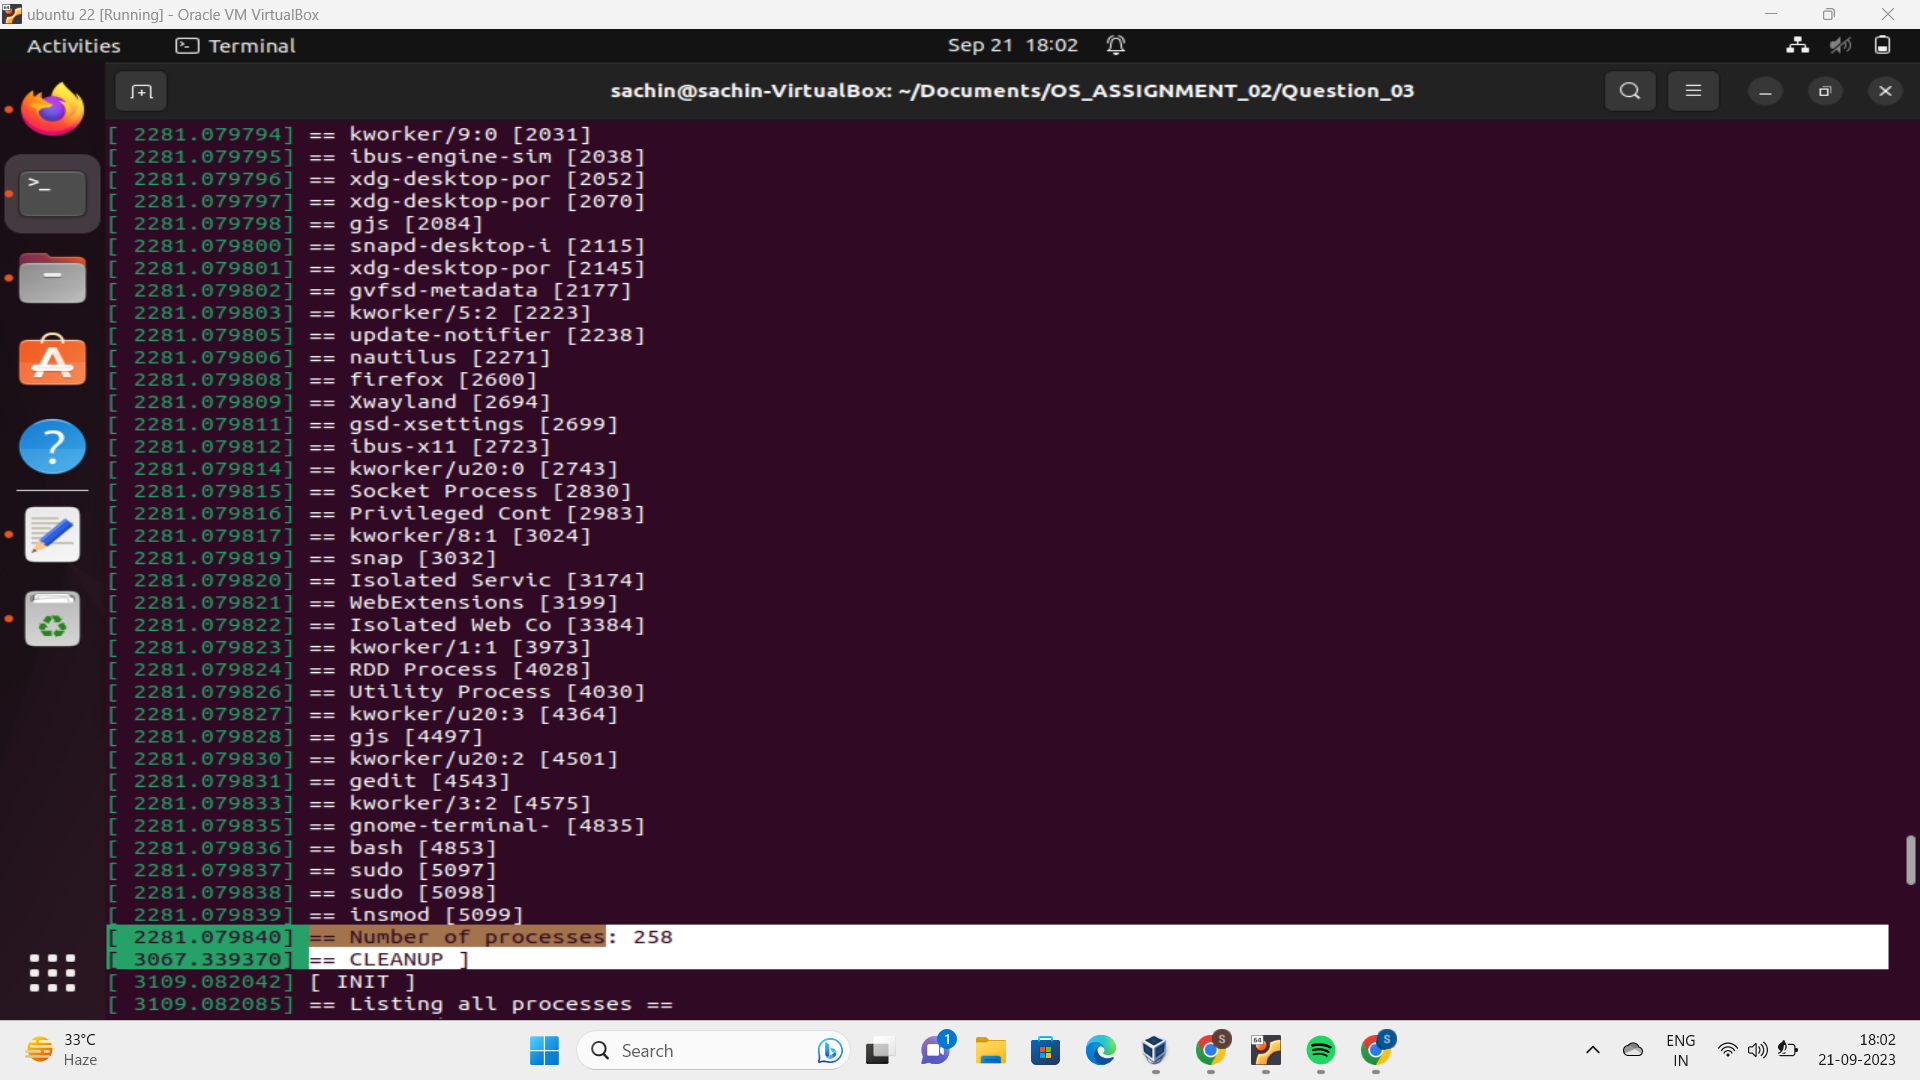 ubuntu 22 [Running] - Oracle VM VirtualBox
Activities Terminal Sep 21 18:02
sachin@sachin-VirtualBox: ~/Documents/OS_ASSIGNMENT_02/Question_03
[ 2281.079794] == kworker/9:0 [2031]
[ 2281.079795] == ibus-engine-sim [2038]
[ 2281.079796] == xdg-desktop-por [2052]
[ 2281.079797] == xdg-desktop-por [2070]
[ 2281.079798] == gjs [2084]
[ 2281.079800] == snapd-desktop-i [2115]
[ 2281.079801] == xdg-desktop-por [2145]
[ 2281.079802] == gvfsd-metadata [2177]
[ 2281.079803] == kworker/5:2 [2223]
[ 2281.079805] == update-notifier [2238]
[ 2281.079806] == nautilus [2271]
[ 2281.079808] == firefox [2600]
[ 2281.079809] == Xwayland [2694]
[ 2281.079811] == gsd-xsettings [2699]
[ 2281.079812] == ibus-x11 [2723]
[ 2281.079814] == kworker/u20:0 [2743]
[ 2281.079815] == Socket Process [2830]
[ 2281.079816] == Privileged Cont [2983]
[ 2281.079817] == kworker/8:1 [3024]
[ 2281.079819] == snap [3032]
[ 2281.079820] == Isolated Servic [3174]
[ 2281.079821] == WebExtensions [3199]
[ 2281.079822] == Isolated Web Co [3384]
[ 2281.079823] == kworker/1:1 [3973]
[ 2281.079824] == RDD Process [4028]
[ 2281.079826] == Utility Process [4030]
[ 2281.079827] == kworker/u20:3 [4364]
[ 2281.079828] == gjs [4497]
[ 2281.079830] == kworker/u20:2 [4501]
[ 2281.079831] == gedit [4543]
[ 2281.079833] == kworker/3:2 [4575]
[ 2281.079835] == gnome-terminal- [4835]
[ 2281.079836] == bash [4853]
[ 2281.079837] == sudo [5097]
[ 2281.079838] == sudo [5098]
[ 2281.079839] == insmod [5099]
[ 2281.079840] == Number of processes: 258
[ 3067.339370] == CLEANUP ]
[ 3109.082042] [ INIT ]
[ 3109.082085] == Listing all processes ==
33°C
Haze
Search
1
S
64
S
ENG
IN
18:02
21-09-2023